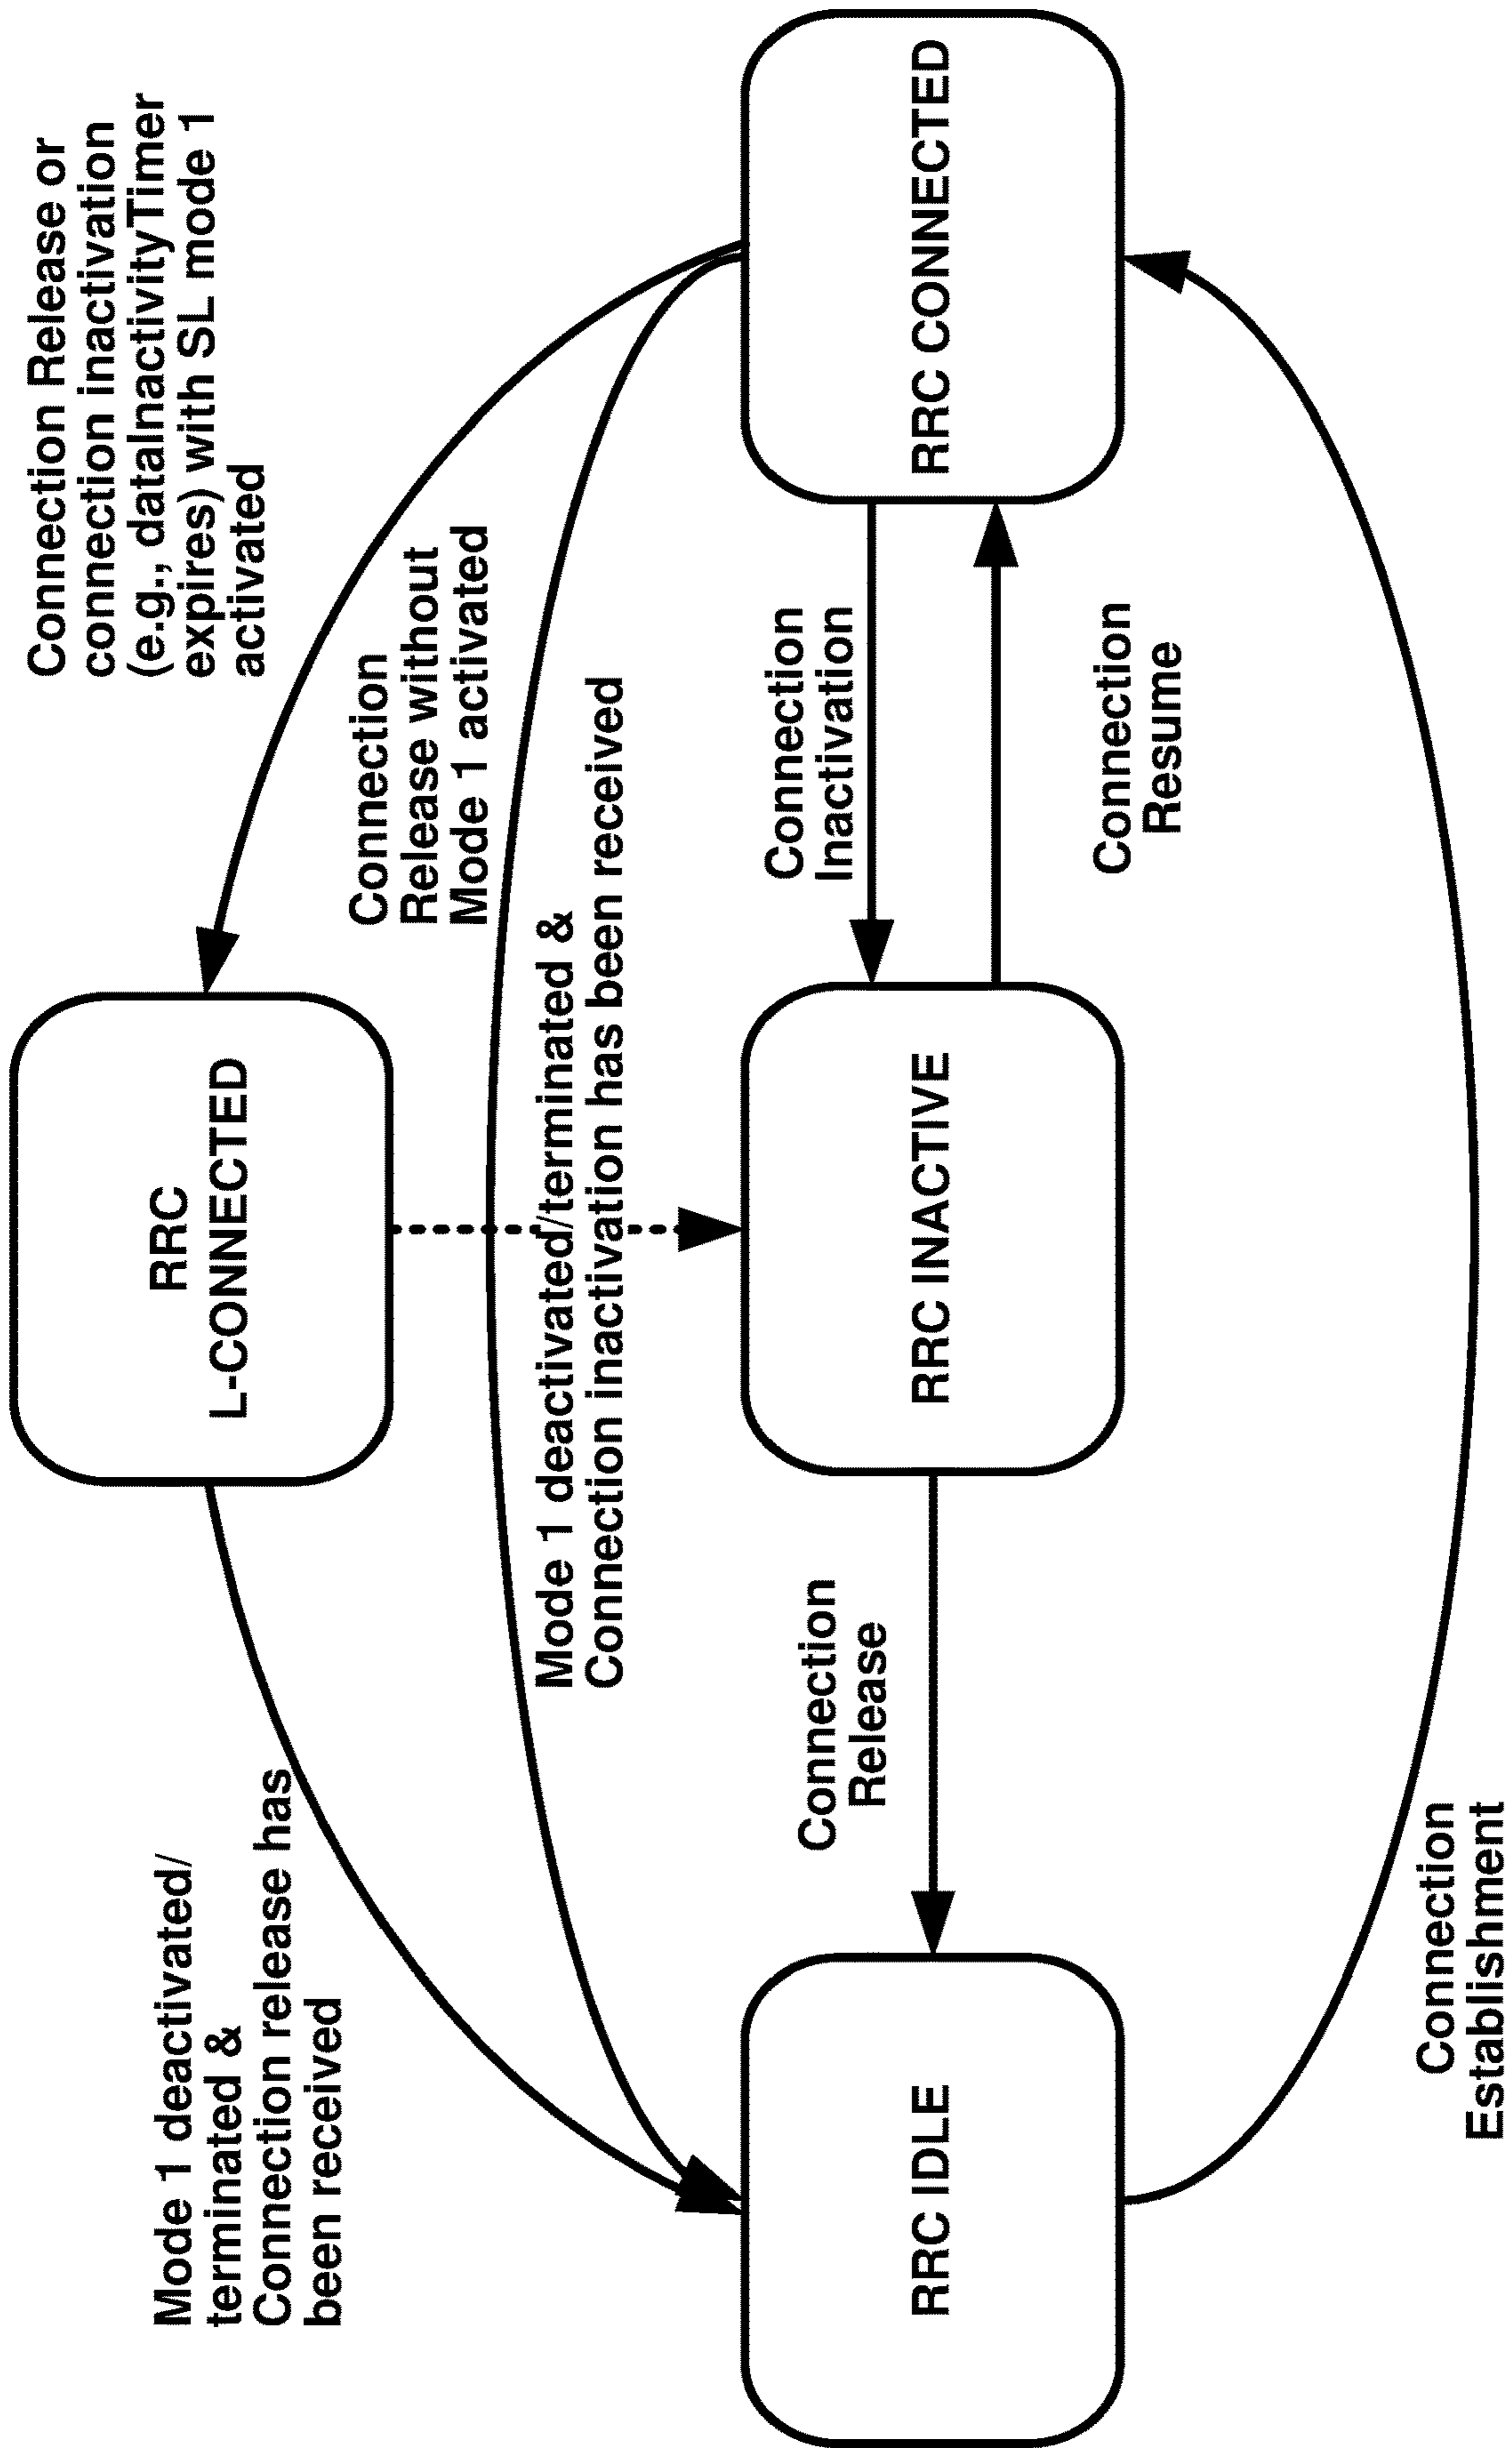 Mode 1 deactivated/
terminated &
Connection release has
been received
RRC
L-CONNECTED
Connection Release or
connection inactivation
(e.g., dataInactivityTimer
expires) with SL mode 1
activated
Connection
Release without
Mode 1 activated
Mode 1 deactivated/terminated &
Connection inactivation has been received
Connection
Release
Connection
Inactivation
RRC IDLE
RRC INACTIVE
RRC CONNECTED
Connection
Resume
Connection
Establishment